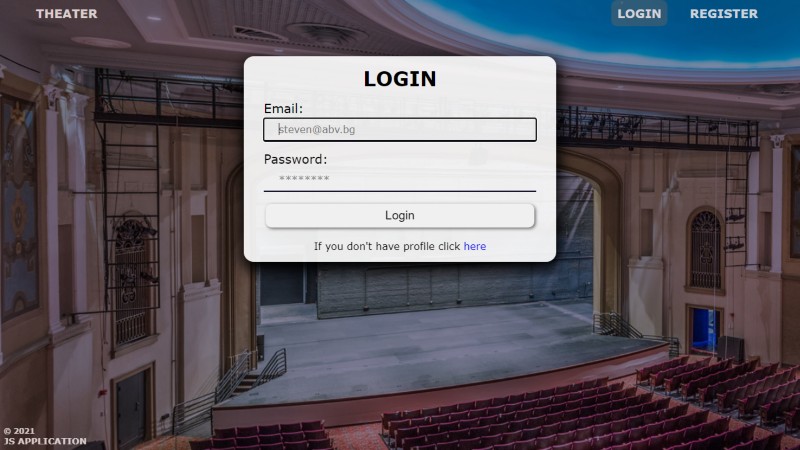 THEATER
LOGIN
REGISTER
LOGIN
Email:
steven@abv.bg
Password:
********
Login
If you don't have profile click here
© 2021
JS APPLICATION